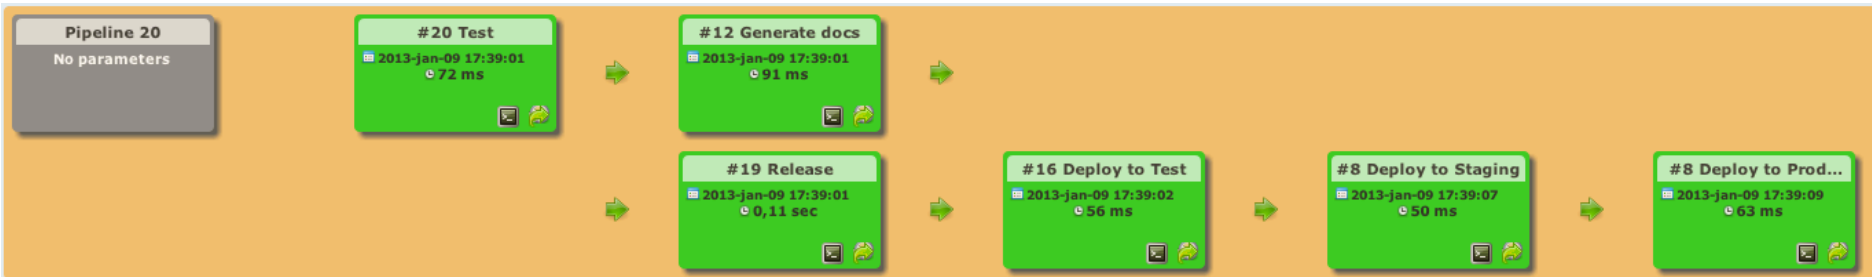 Pipeline 20
No parameters
#20 Test
2013-jan-09 17:39:01
72 ms
#12 Generate docs
2013-jan-09 17:39:01
91 ms
#19 Release
2013-jan-09 17:39:01
0,11 sec
#16 Deploy to Test
2013-jan-09 17:39:02
56 ms
#8 Deploy to Staging
2013-jan-09 17:39:07
50 ms
#8 Deploy to Prod...
2013-jan-09 17:39:09
63 ms